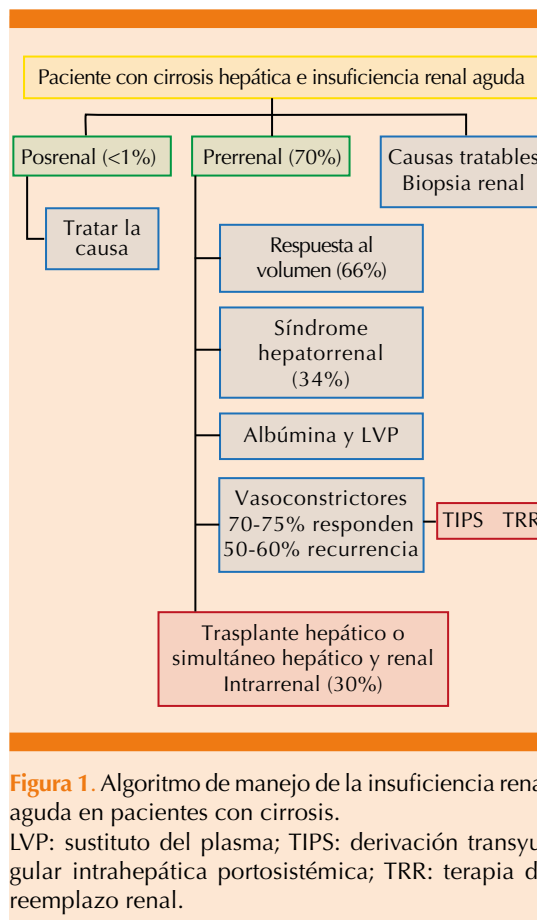 Paciente con cirrosis hepática e insuficiencia renal aguda
Posrenal (<1%)
Prerrenal (70%)
Causas tratables
Biopsia renal
Tratar la
causa
Respuesta al
volumen (66%)
Síndrome
hepatorrenal
(34%)
Albúmina y LVP
Vasoconstrictores
70-75% responden
50-60% recurrencia
TIPS TRR
Trasplante hepático o
simultáneo hepático y renal
Intrarrenal (30%)
Figura 1. Algoritmo de manejo de la insuficiencia rena
aguda en pacientes con cirrosis.
LVP: sustituto del plasma; TIPS: derivación transyu
gular intrahepática portosistémica; TRR: terapia d
reemplazo renal.